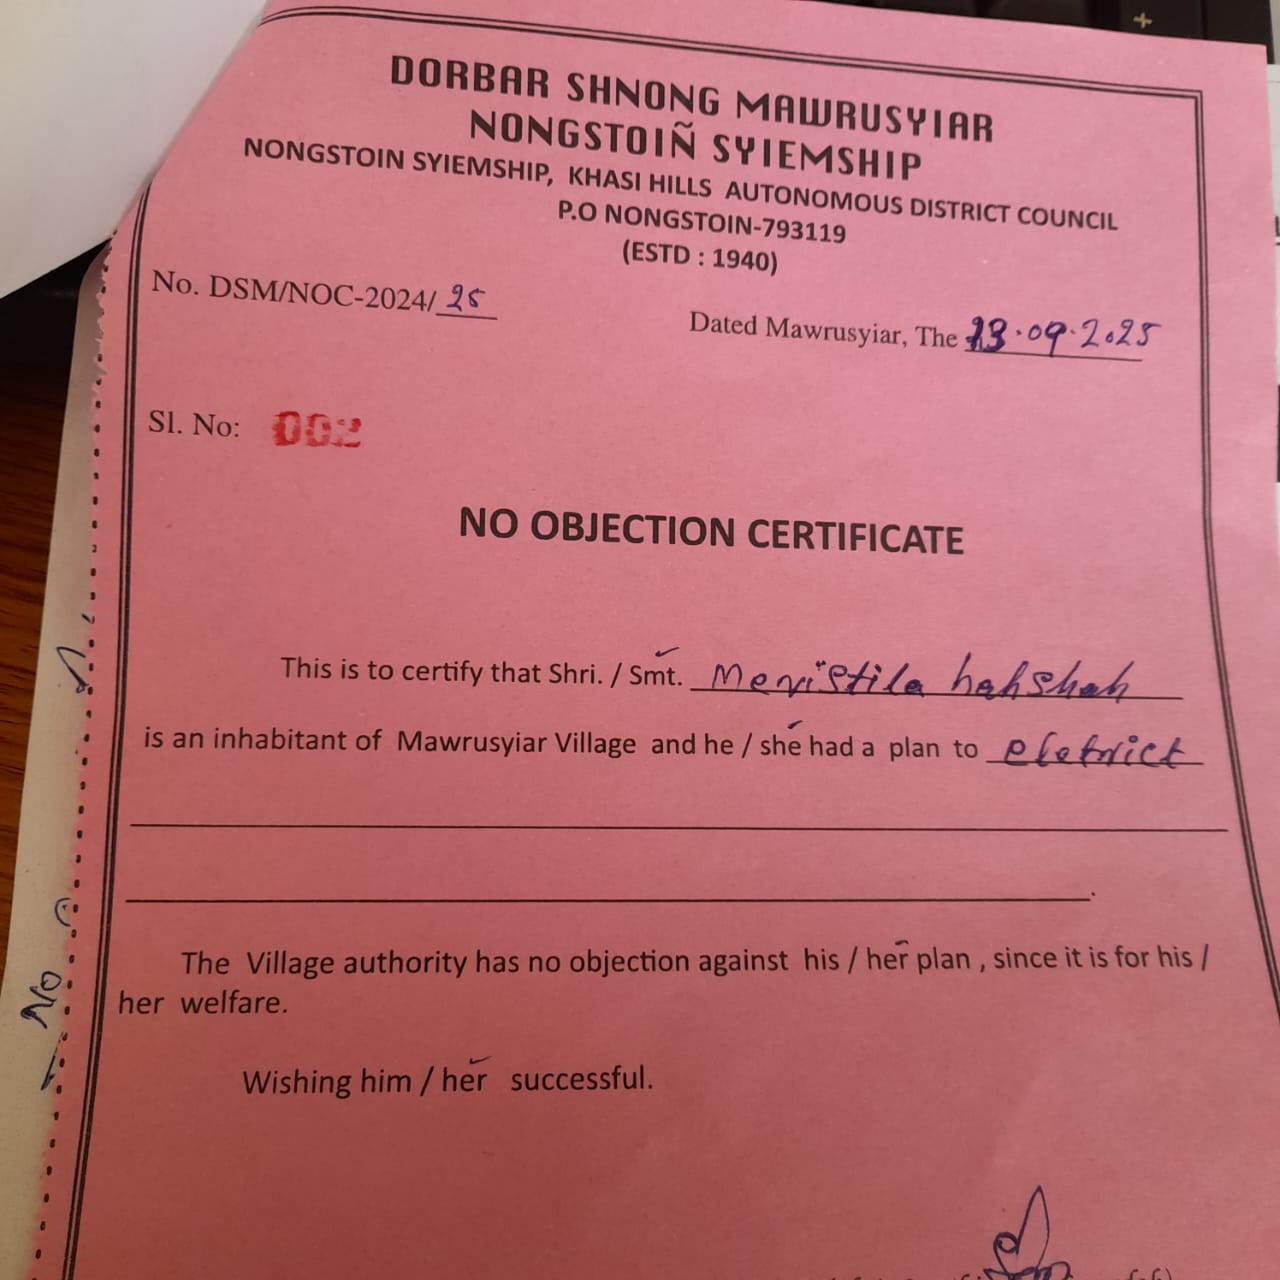 DORBAR SHNONG MAWRUSYIAR
NONGSTOIÑ SYIEMSHIP
NONGSTOIN SYIEMSHIP, KHASI HILLS AUTONOMOUS DISTRICT COUNCIL
P.O NONGSTOIN-793119
(ESTD : 1940)
No. DSM/NOC-2024/ 25
Dated Mawrusyiar, The 23.09.2025
Sl. No: 002
NO OBJECTION CERTIFICATE
This is to certify that Shri. / Smt. Meristila hahshah
is an inhabitant of Mawrusyiar Village and he / she had a plan to eletrict
The Village authority has no objection against his / her plan , since it is for his /
her welfare.
Wishing him / her successful.
No